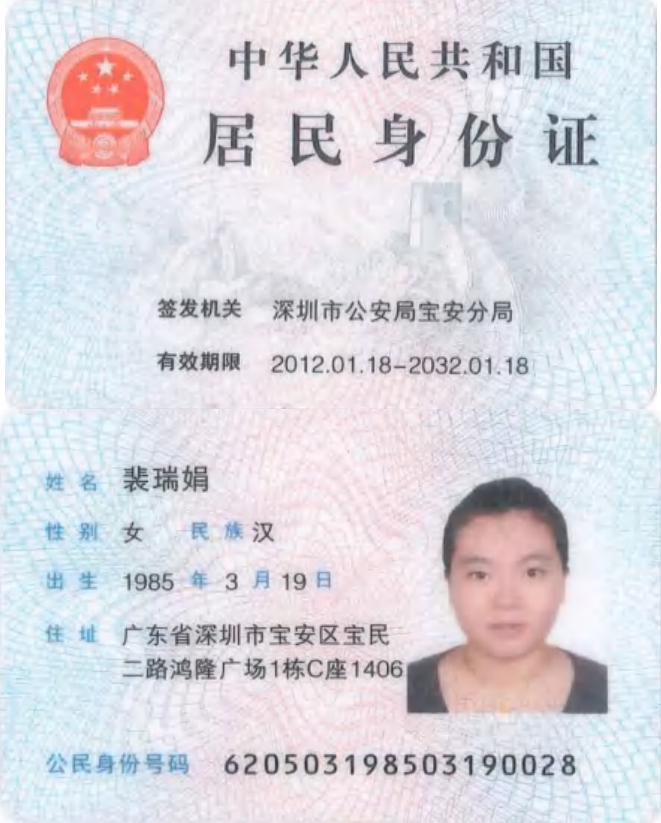 中华人民共和国
居民身份证
签发机关 深圳市公安局宝安分局
有效期限 2012.01.18-2032.01.18
姓名 裴瑞娟
性别 女 民族 汉
出生 1985 年 3 月 19 日
住址 广东省深圳市宝安区宝民
二路鸿隆广场1栋C座1406
公民身份号码 620503198503190028